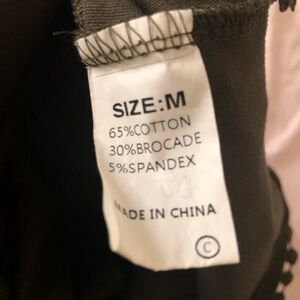 SIZE:M
65%COTTON
30%BROCADE
5%SPANDEX
MADE IN CHINA
C